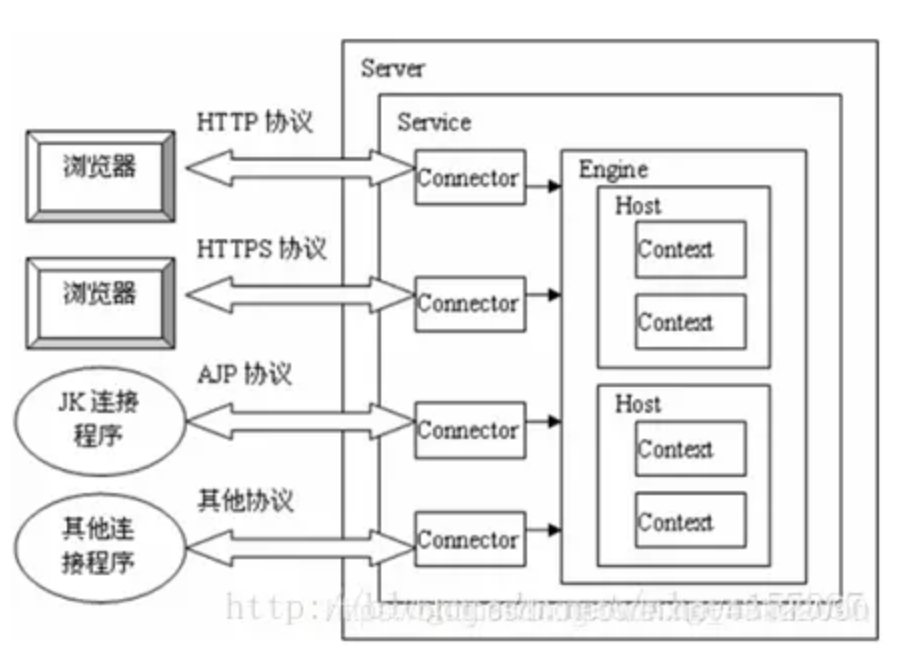 Server
HTTP 协议
Service
浏览器
Connector
Engine
Host
Context
HTTPS 协议
浏览器
Connector
Context
AJP 协议
JK 连接
程序
Connector
Host
Context
其他协议
其他连
接程序
Connector
Context